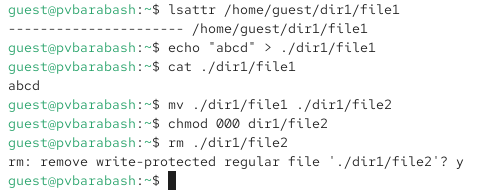 guest@pvbarabash:~$ lsattr /home/guest/dir1/file1
---------------------- /home/guest/dir1/file1
guest@pvbarabash:~$ echo "abcd" > ./dir1/file1
guest@pvbarabash:~$ cat ./dir1/file1
abcd
guest@pvbarabash:~$ mv ./dir1/file1 ./dir1/file2
guest@pvbarabash:~$ chmod 000 dir1/file2
guest@pvbarabash:~$ rm ./dir1/file2
rm: remove write-protected regular file './dir1/file2'? y
guest@pvbarabash:~$